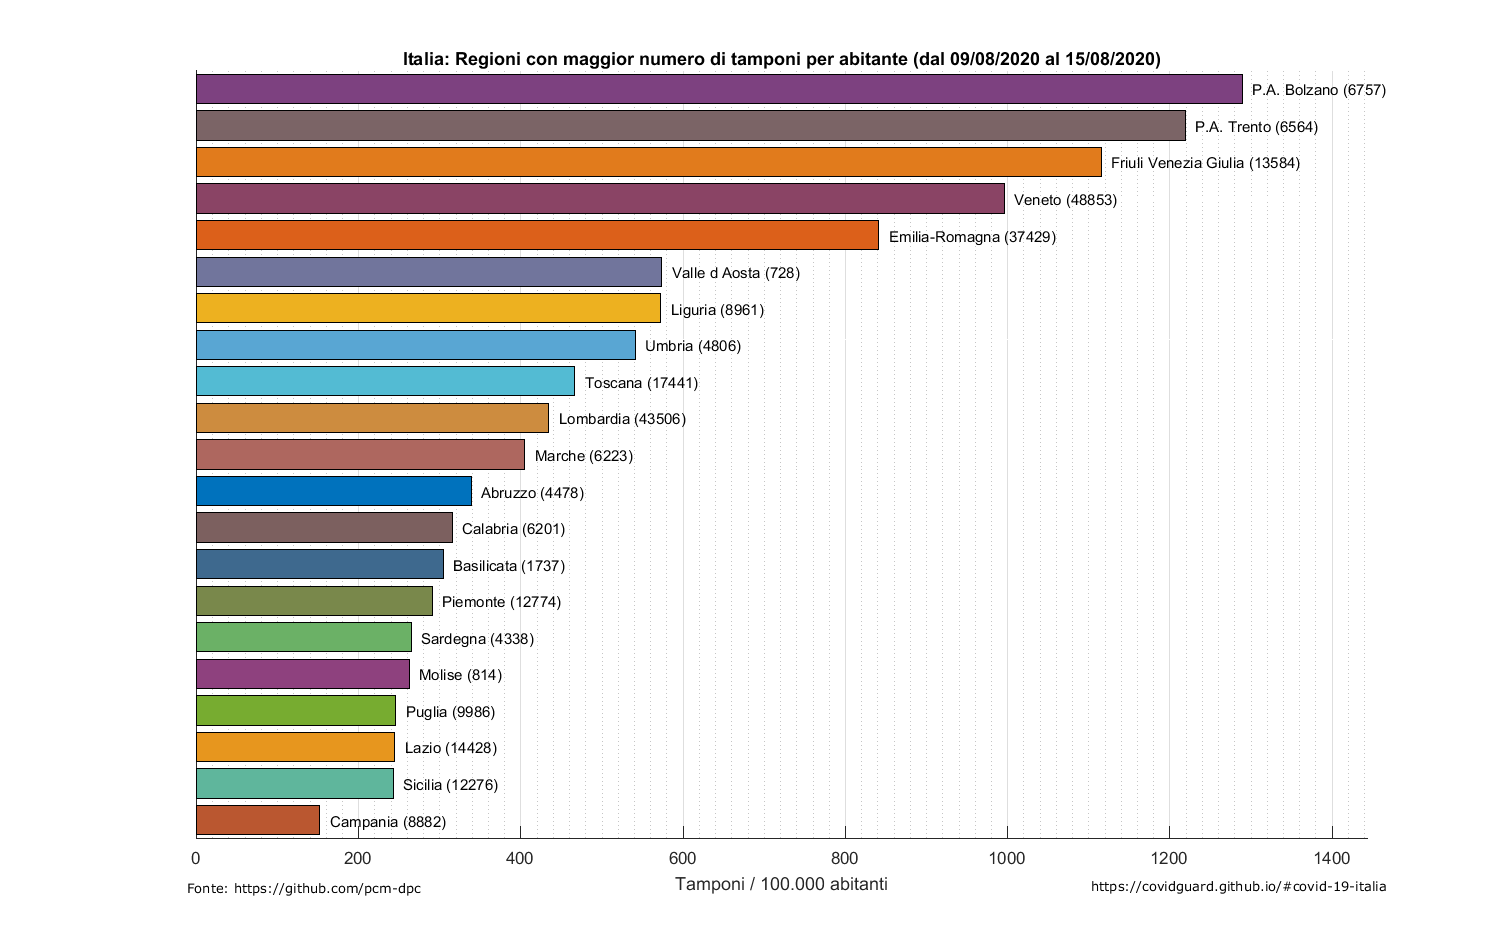 Italia: Regioni con maggior numero di tamponi per abitante (dal 09/08/2020 al 15/08/2020)
P.A. Bolzano (6757)
P.A. Trento (6564)
Friuli Venezia Giulia (13584)
Veneto (48853)
Emilia-Romagna (37429)
Valle d Aosta (728)
Liguria (8961)
Umbria (4806)
Toscana (17441)
Lombardia (43506)
Marche (6223)
Abruzzo (4478)
Calabria (6201)
Basilicata (1737)
Piemonte (12774)
Sardegna (4338)
Molise (814)
Puglia (9986)
Lazio (14428)
Sicilia (12276)
Campania (8882)
0 200 400 600 800 1000 1200 1400
Tamponi / 100.000 abitanti
Fonte: https://github.com/pcm-dpc
https://covidguard.github.io/#covid-19-italia